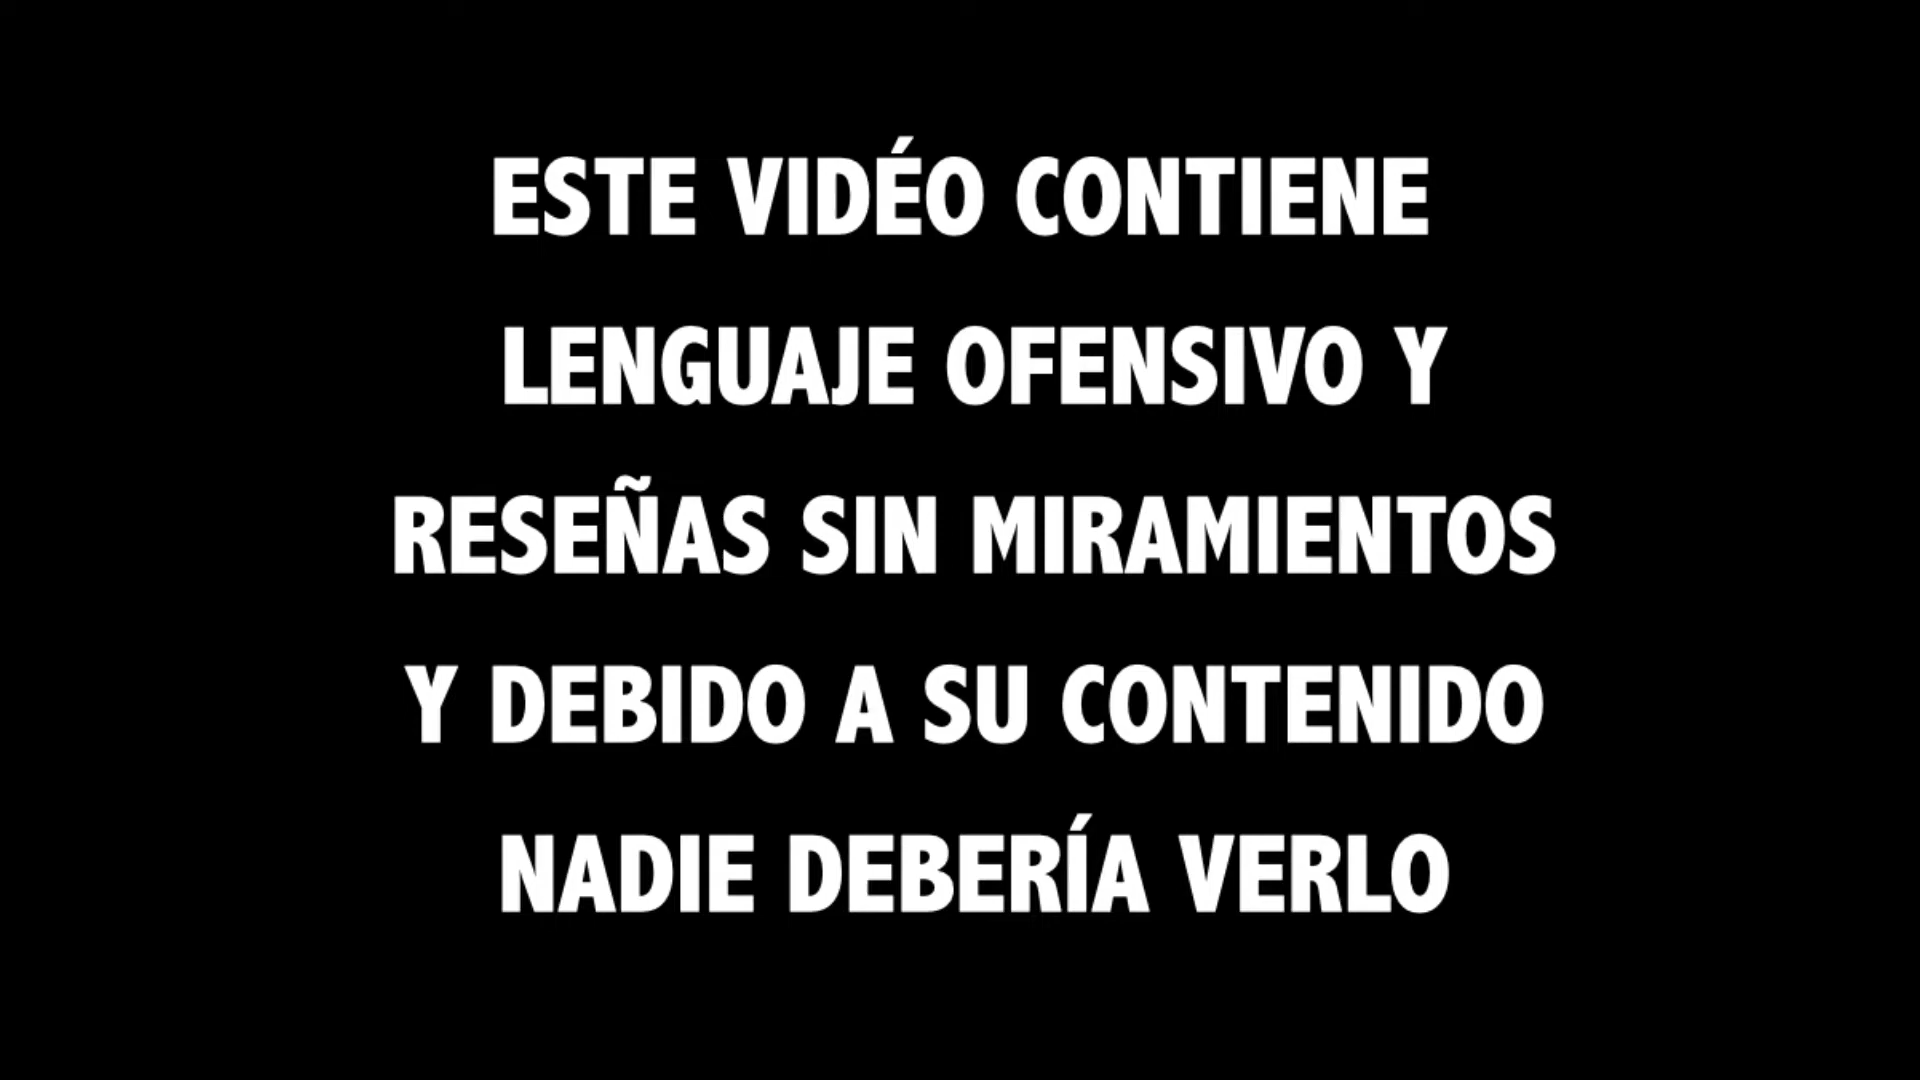 ESTE VIDÉO CONTIENE
LENGUAJE OFENSIVO Y
RESEÑAS SIN MIRAMIENTOS
Y DEBIDO A SU CONTENIDO
NADIE DEBERÍA VERLO